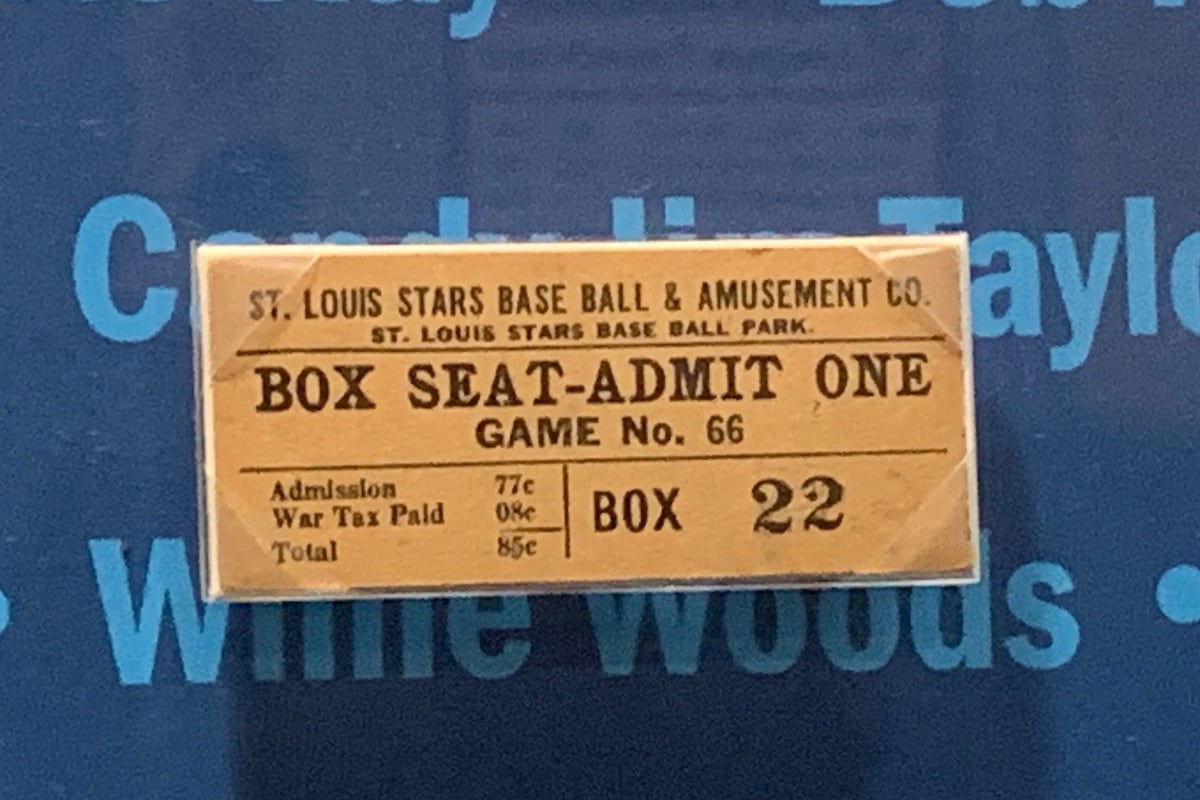 Taylo
ST. LOUIS STARS BASE BALL & AMUSEMENT CO.
ST. LOUIS STARS BASE BALL PARK.
BOX SEAT-ADMIT ONE
GAME No. 66
Admission 77c
War Tax Paid 08c
Total 85c
BOX 22
Willie Woods •